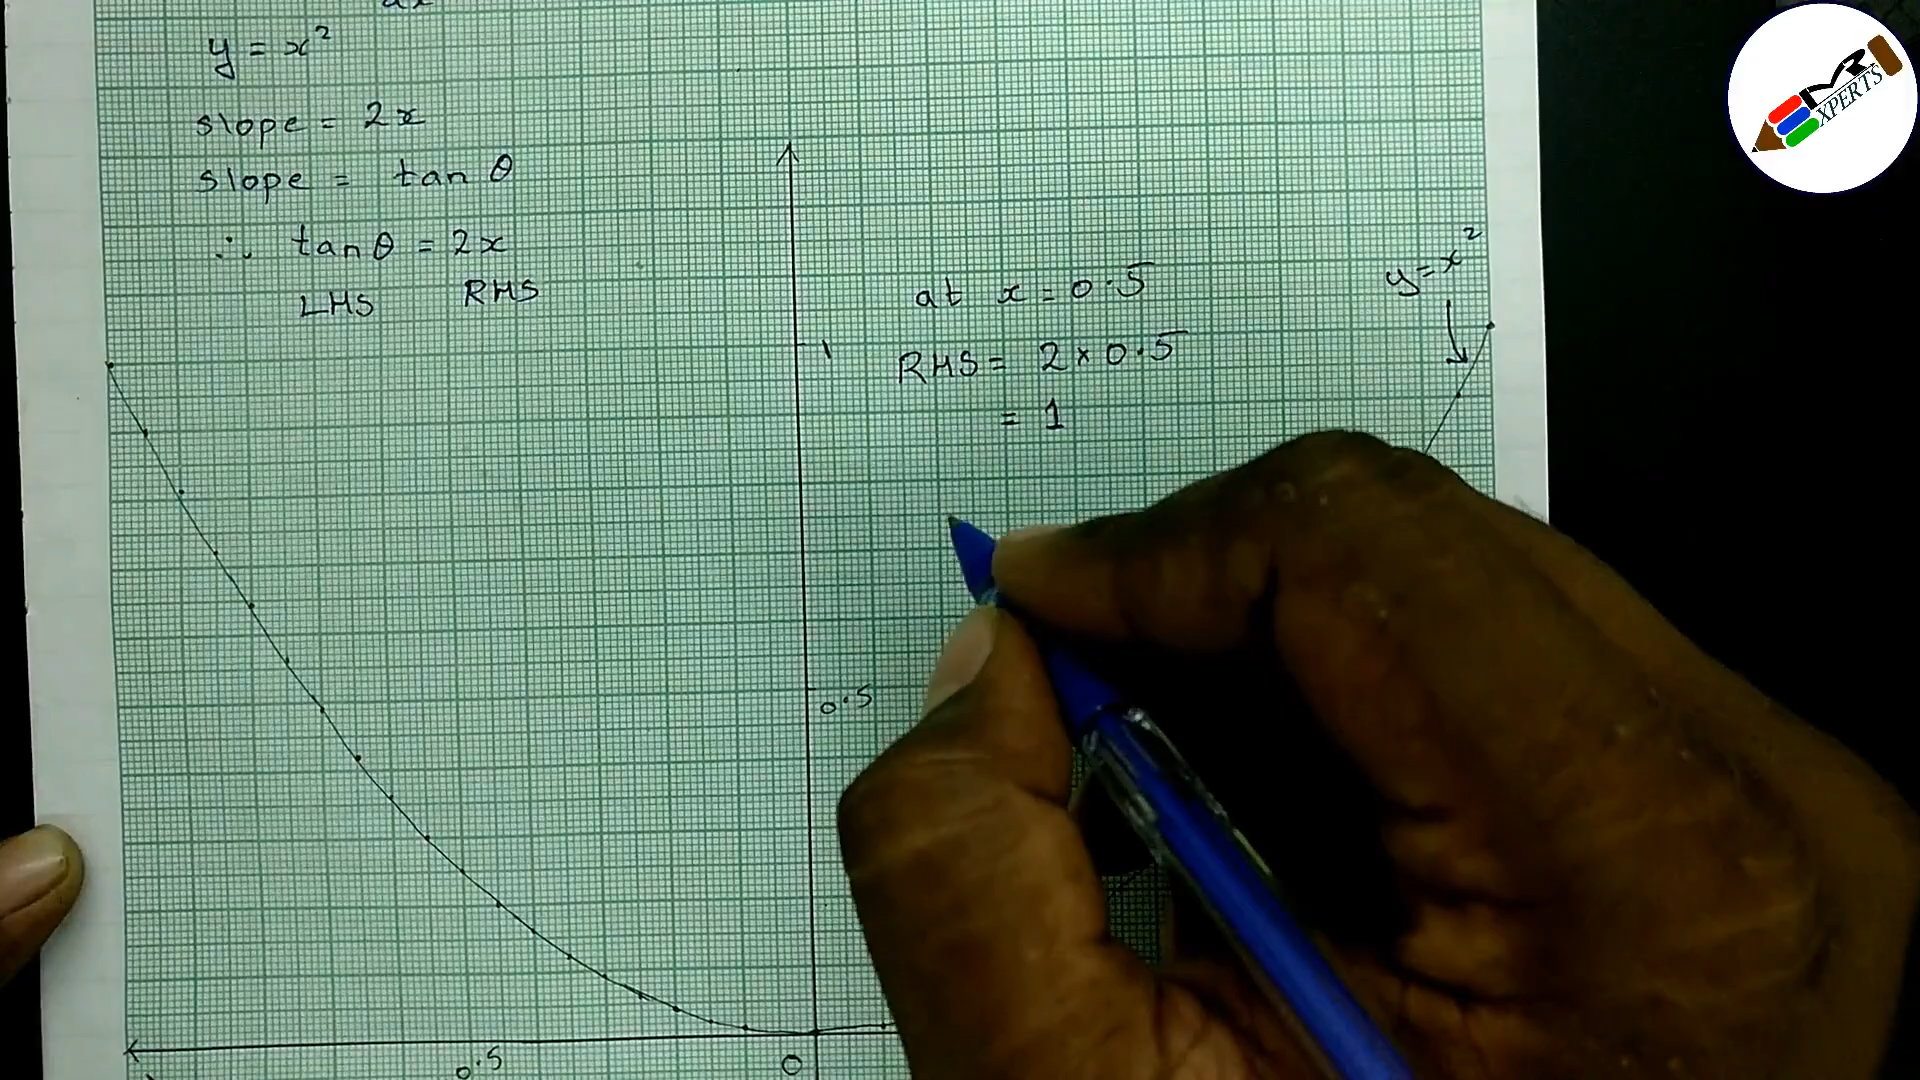 y = x²
slope = 2x
slope = tan θ
∴ tan θ = 2x
LHS RHS
at x = 0.5
RHS = 2 × 0.5
= 1
y = x²
1
0.5
0.5
0
XPERTS